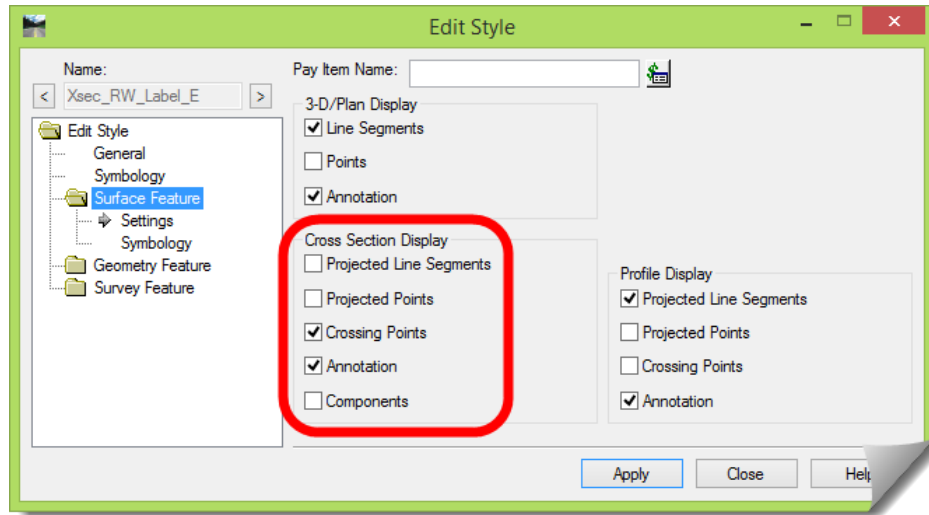 Edit Style
Name:
< Xsec_RW_Label_E >
Edit Style
General
Symbology
Surface Feature
Settings
Symbology
Geometry Feature
Survey Feature
Pay Item Name:
3-D/Plan Display
Line Segments
Points
Annotation
Cross Section Display
Projected Line Segments
Projected Points
Crossing Points
Annotation
Components
Profile Display
Projected Line Segments
Projected Points
Crossing Points
Annotation
Apply
Close
Help